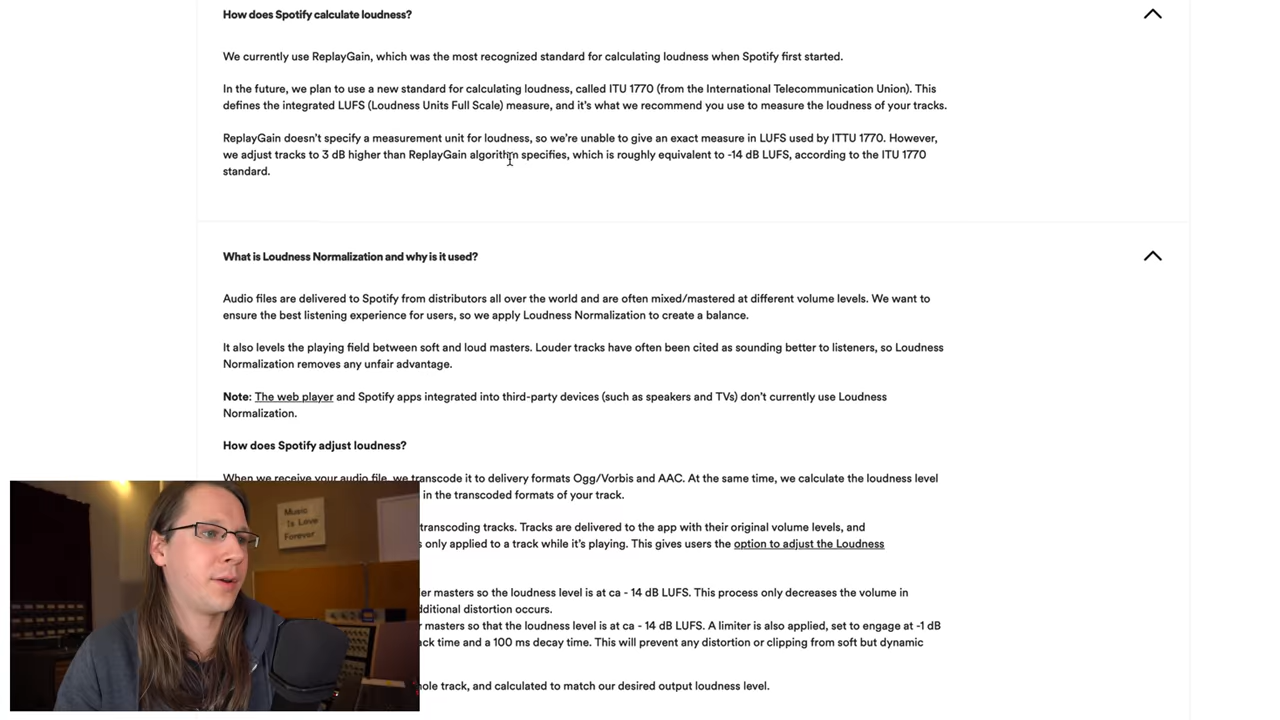 How does Spotify calculate loudness?
We currently use ReplayGain, which was the most recognized standard for calculating loudness when Spotify first started.
In the future, we plan to use a new standard for calculating loudness, called ITU 1770 (from the International Telecommunication Union). This
defines the integrated LUFS (Loudness Units Full Scale) measure, and it’s what we recommend you use to measure the loudness of your tracks.
ReplayGain doesn’t specify a measurement unit for loudness, so we’re unable to give an exact measure in LUFS used by ITTU 1770. However,
we adjust tracks to 3 dB higher than ReplayGain algorithm specifies, which is roughly equivalent to -14 dB LUFS, according to the ITU 1770
standard.
What is Loudness Normalization and why is it used?
Audio files are delivered to Spotify from distributors all over the world and are often mixed/mastered at different volume levels. We want to
ensure the best listening experience for users, so we apply Loudness Normalization to create a balance.
It also levels the playing field between soft and loud masters. Louder tracks have often been cited as sounding better to listeners, so Loudness
Normalization removes any unfair advantage.
Note: The web player and Spotify apps integrated into third-party devices (such as speakers and TVs) don’t currently use Loudness
Normalization.
How does Spotify adjust loudness?
When we receive your audio file, we transcode it to delivery formats Ogg/Vorbis and AAC. At the same time, we calculate the loudness level
in the transcoded formats of your track.
transcoding tracks. Tracks are delivered to the app with their original volume levels, and
only applied to a track while it’s playing. This gives users the option to adjust the Loudness
masters so the loudness level is at ca - 14 dB LUFS. This process only decreases the volume in
distortion occurs.
masters so that the loudness level is at ca - 14 dB LUFS. A limiter is also applied, set to engage at -1 dB
time and a 100 ms decay time. This will prevent any distortion or clipping from soft but dynamic
track, and calculated to match our desired output loudness level.
Music
Is Love
Forever